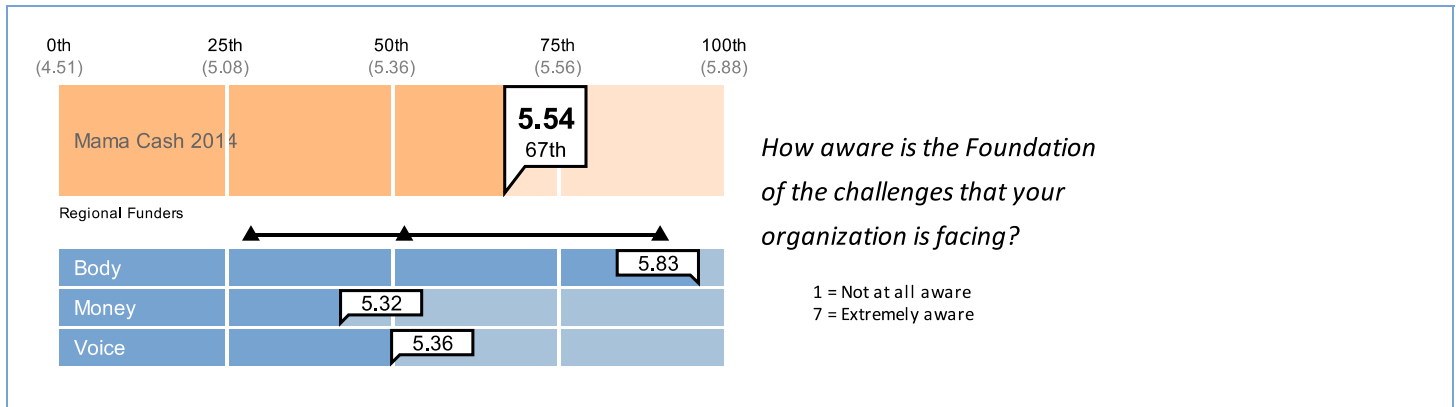 0th 25th 50th 75th 100th
(4.51) (5.08) (5.36) (5.56) (5.88)
Mama Cash 2014
5.54
67th
Regional Funders
Body 5.83
Money 5.32
Voice 5.36
How aware is the Foundation
of the challenges that your
organization is facing?
1 = Not at all aware
7 = Extremely aware